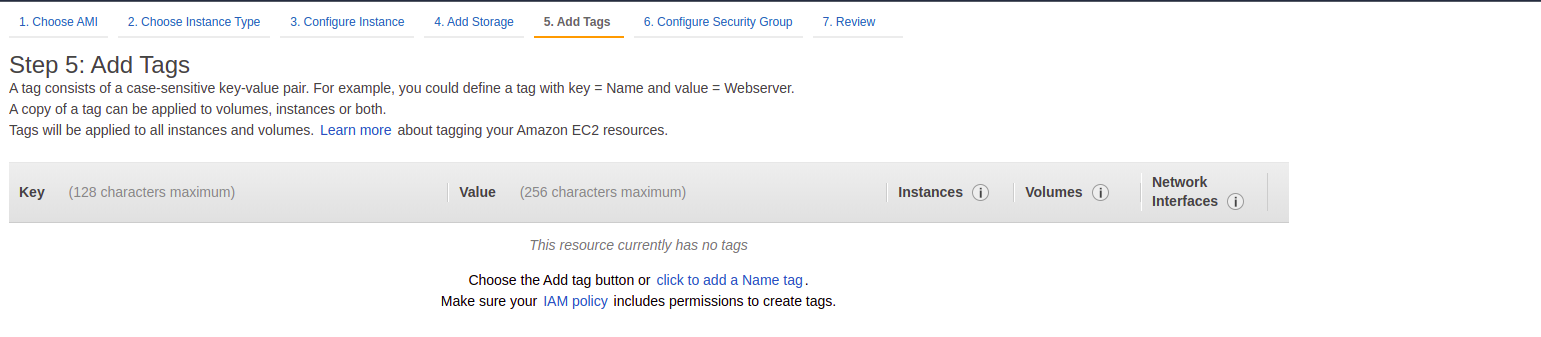 1. Choose AMI 2. Choose Instance Type 3. Configure Instance 4. Add Storage 5. Add Tags 6. Configure Security Group 7. Review
Step 5: Add Tags
A tag consists of a case-sensitive key-value pair. For example, you could define a tag with key = Name and value = Webserver.
A copy of a tag can be applied to volumes, instances or both.
Tags will be applied to all instances and volumes. Learn more about tagging your Amazon EC2 resources.
Key (128 characters maximum) Value (256 characters maximum) Instances i Volumes i Network
Interfaces i
This resource currently has no tags
Choose the Add tag button or click to add a Name tag.
Make sure your IAM policy includes permissions to create tags.